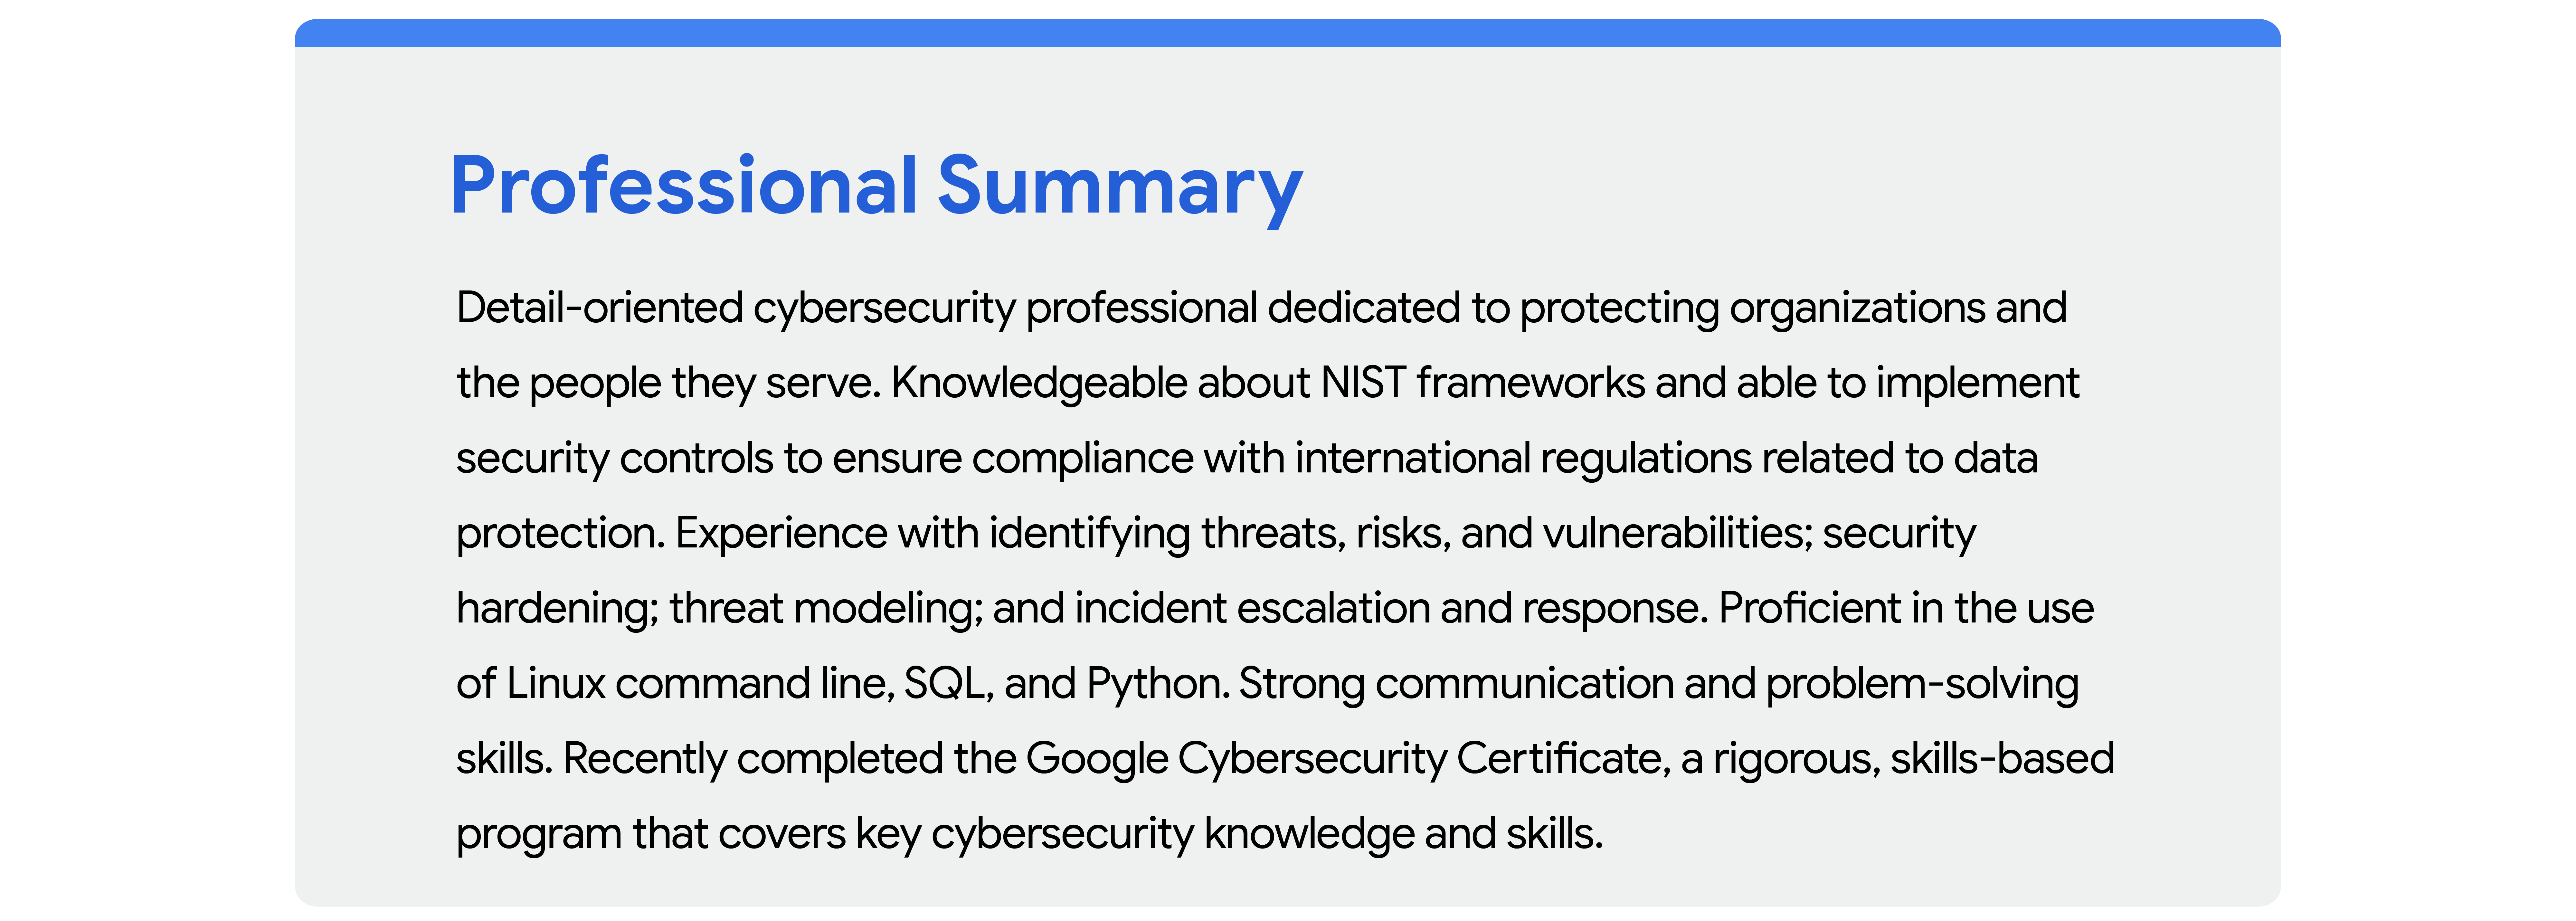 Professional Summary
Detail-oriented cybersecurity professional dedicated to protecting organizations and
the people they serve. Knowledgeable about NIST frameworks and able to implement
security controls to ensure compliance with international regulations related to data
protection. Experience with identifying threats, risks, and vulnerabilities; security
hardening; threat modeling; and incident escalation and response. Proficient in the use
of Linux command line, SQL, and Python. Strong communication and problem-solving
skills. Recently completed the Google Cybersecurity Certificate, a rigorous, skills-based
program that covers key cybersecurity knowledge and skills.